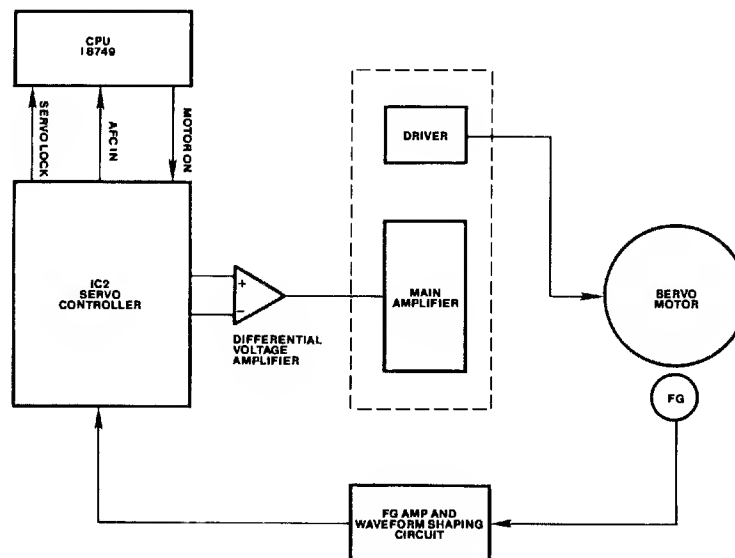 CPU
I8749
SERVO LOCK
AFC IN
MOTOR ON
DRIVER
IC2
SERVO
CONTROLLER
+
−
DIFFERENTIAL
VOLTAGE
AMPLIFIER
MAIN
AMPLIFIER
SERVO
MOTOR
FG
FG AMP AND
WAVEFORM SHAPING
CIRCUIT